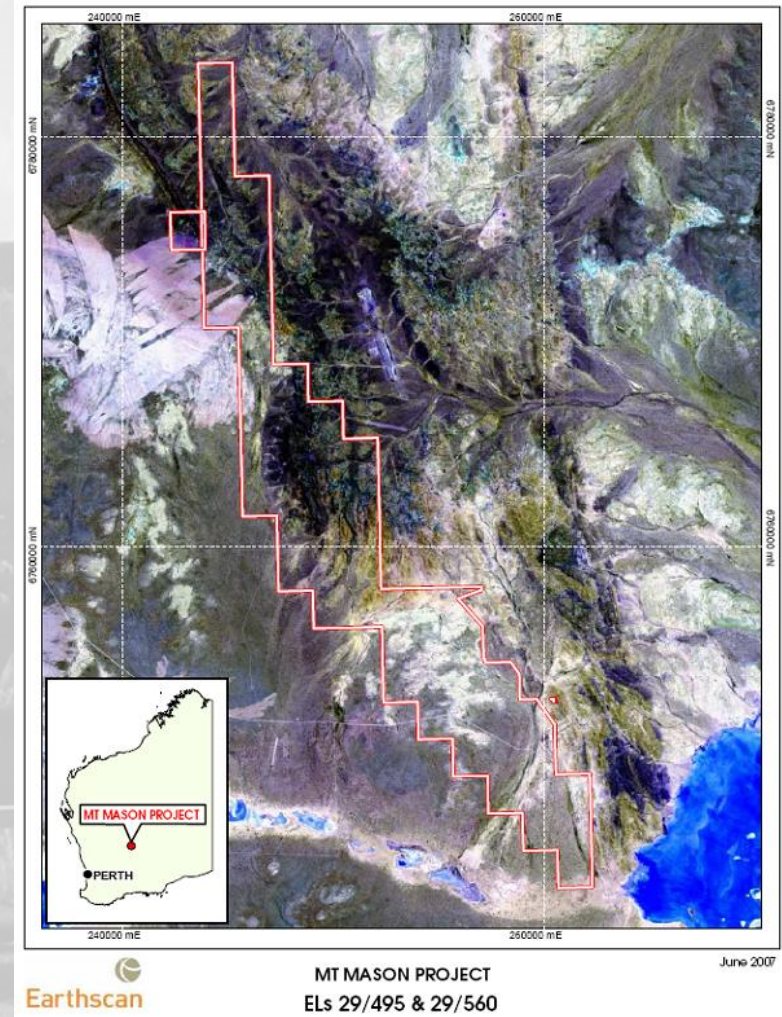 240000 mE
260000 mE
6780000 mN
6780000 mN
6760000 mN
6760000 mN
MT MASON PROJECT
PERTH
240000 mE
260000 mE
June 2007
Earthscan
MT MASON PROJECT
ELs 29/495 & 29/560